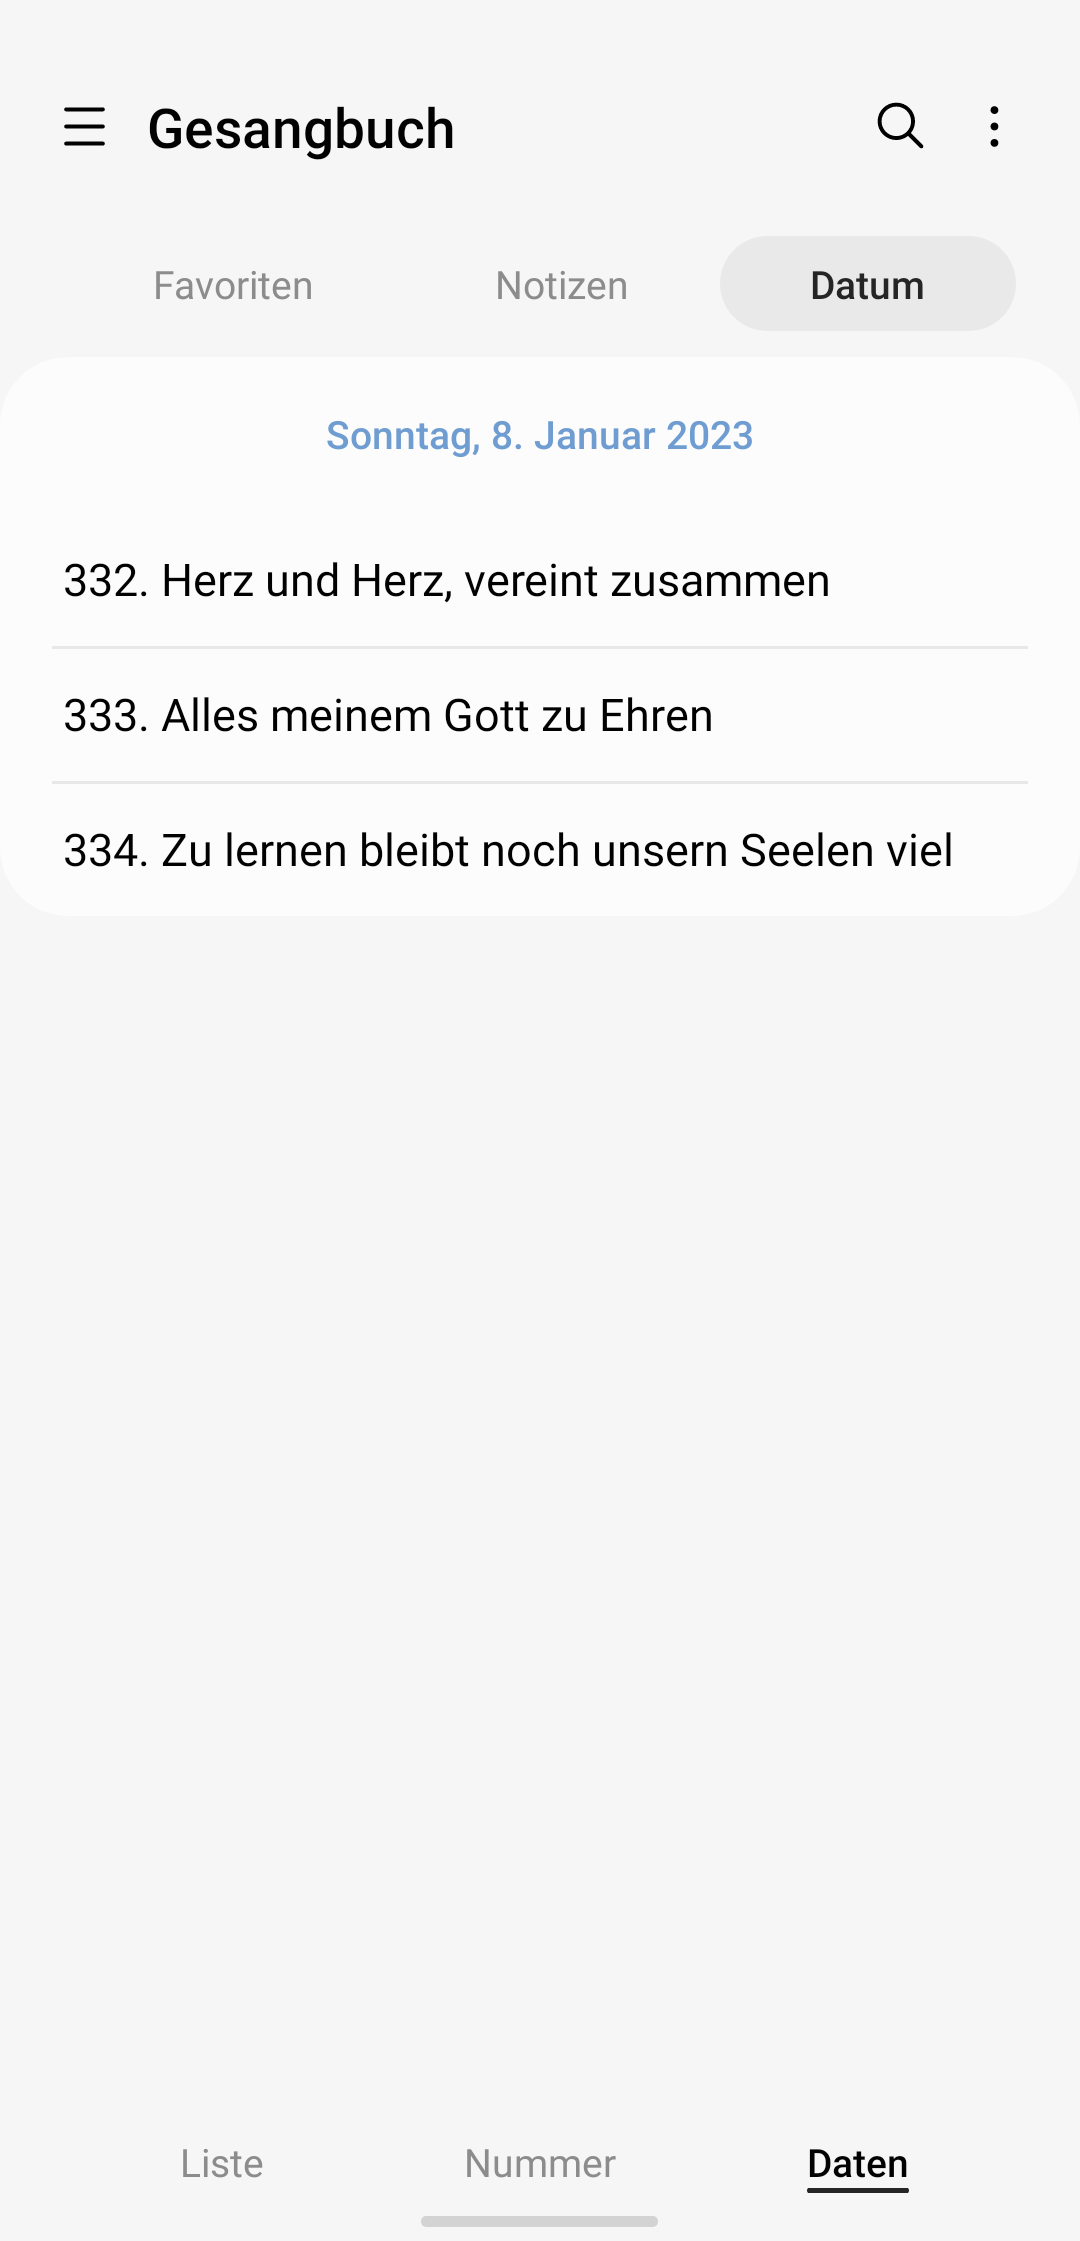 Gesangbuch
Favoriten Notizen Datum
Sonntag, 8. Januar 2023
332. Herz und Herz, vereint zusammen
333. Alles meinem Gott zu Ehren
334. Zu lernen bleibt noch unsern Seelen viel
Liste Nummer Daten